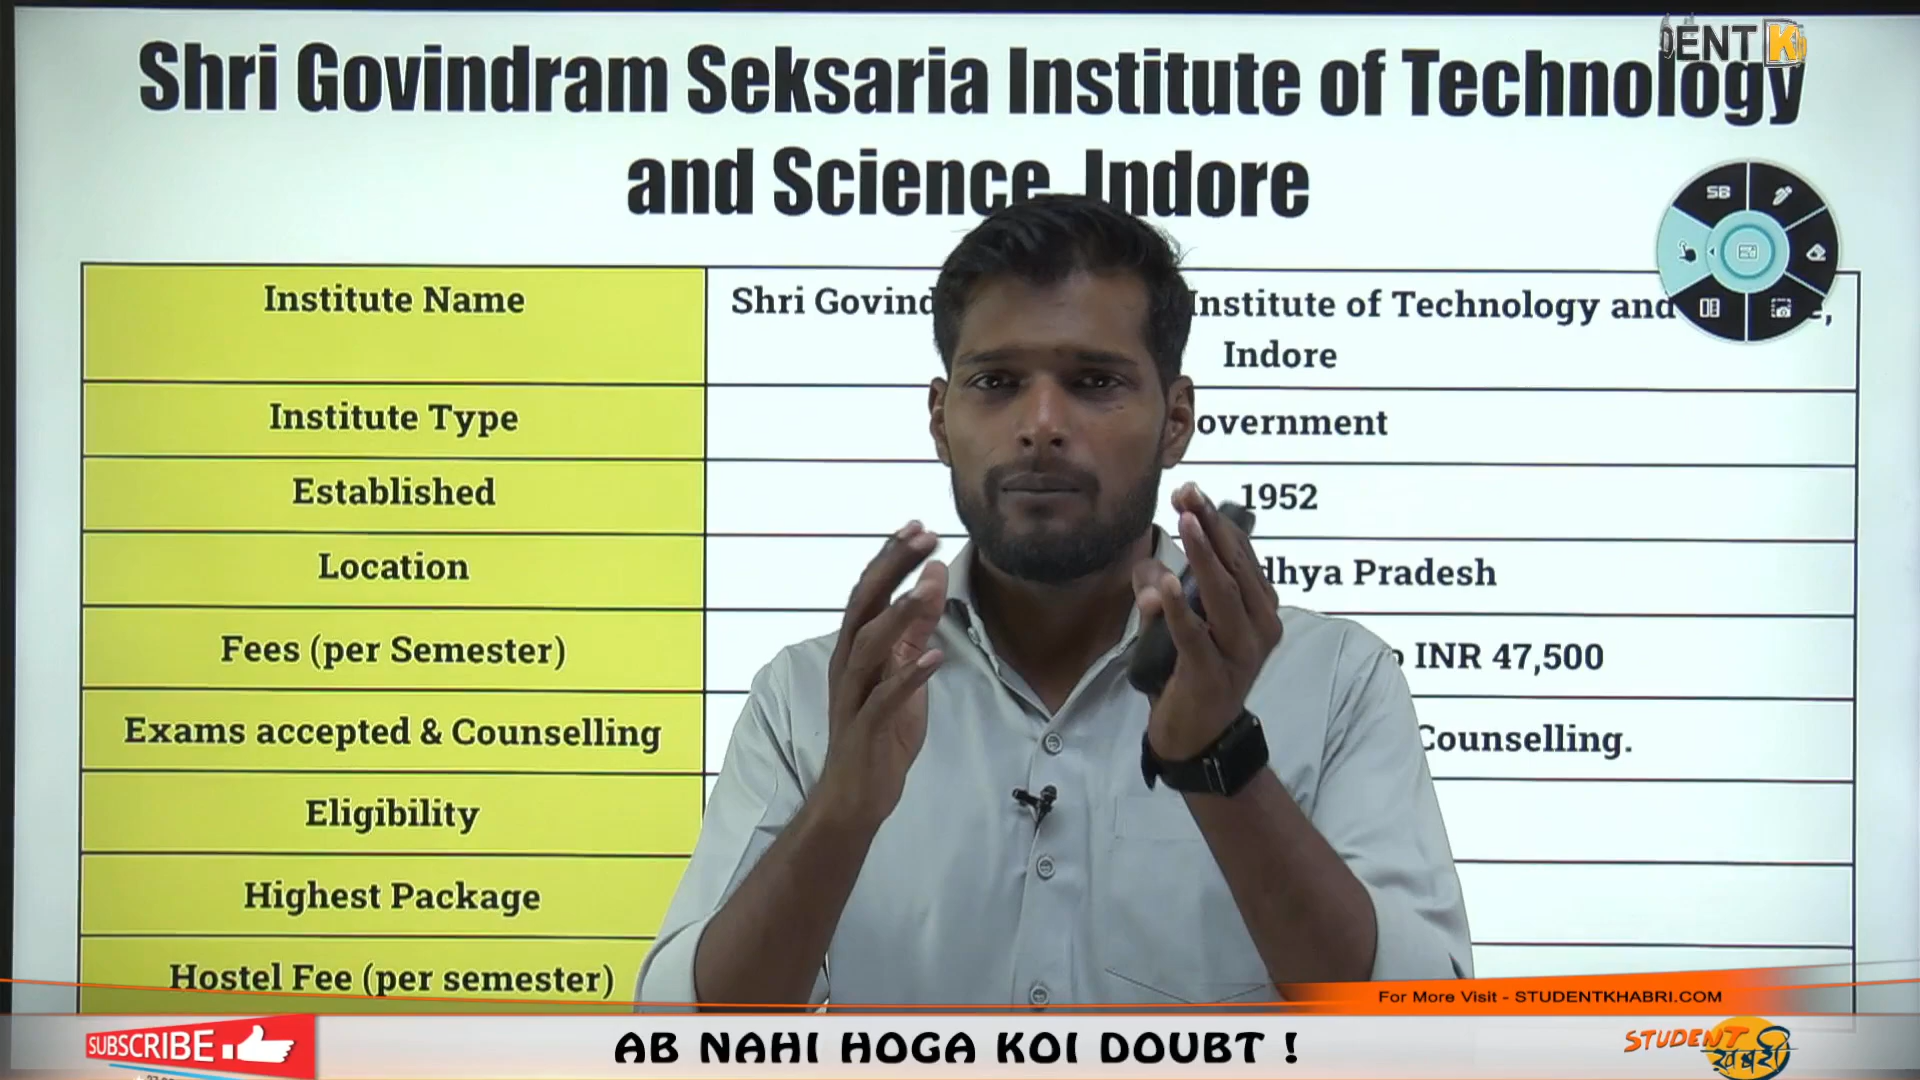 Shri Govindram Seksaria Institute of Technology
and Science, Indore
ENT K
SB
Institute Name
Shri Govind Institute of Technology and
Indore
Institute Type
overnment
Established
1952
Location
dhya Pradesh
Fees (per Semester)
INR 47,500
Exams accepted & Counselling
Counselling.
Eligibility
Highest Package
Hostel Fee (per semester)
For More Visit - STUDENTKHABRI.COM
SUBSCRIBE
AB NAHI HOGA KOI DOUBT !
STUDENT
खबरी